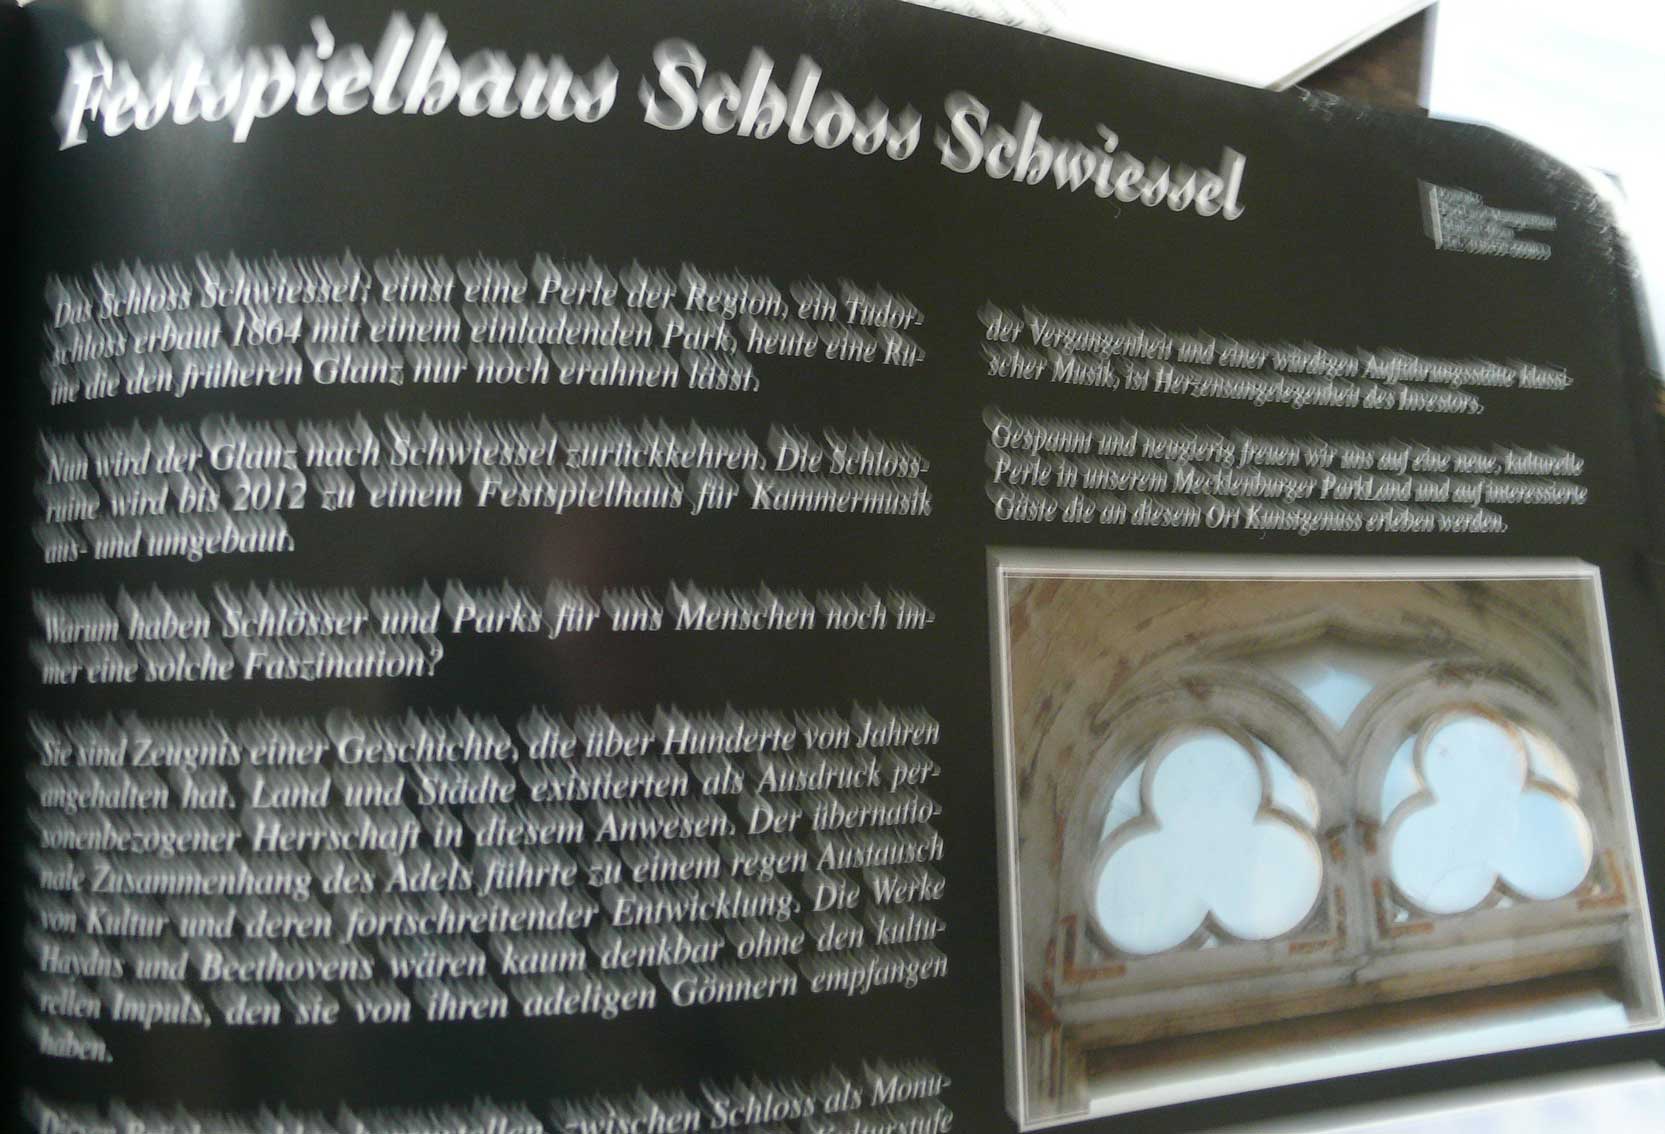 Festspielhaus Schloss Schwiessel
Das Schloss Schwiessel; einst eine Perle der Region, ein Tudor-
schloss erbaut 1864 mit einem einladenden Park, heute eine Ru-
ine die den früheren Glanz nur noch erahnen lässt.
Nun wird der Glanz nach Schwiessel zurückkehren. Die Schloss-
ruine wird bis 2012 zu einem Festspielhaus für Kammermusik
aus- und umgebaut.
Warum haben Schlösser und Parks für uns Menschen noch im-
mer eine solche Faszination?
Sie sind Zeugnis einer Geschichte, die über Hunderte von Jahren
angehalten hat. Land und Städte existierten als Ausdruck per-
sonenbezogener Herrschaft in diesem Anwesen. Der übernatio-
nale Zusammenhang des Adels führte zu einem regen Austausch
von Kultur und deren fortschreitender Entwicklung. Die Werke
Haydns und Beethovens wären kaum denkbar ohne den kultu-
rellen Impuls, den sie von ihren adeligen Gönnern empfangen
haben.
zwischen Schloss als Monu-
Kulturstufe
der Vergangenheit und einer würdigen Aufführungsstätte klassi-
scher Musik, ist Herzensangelegenheit des Investors.
Gespannt und neugierig freuen wir uns auf eine neue, kulturelle
Perle in unserem Mecklenburger ParkLand und auf interessierte
Gäste die an diesem Ort Kunstgenuss erleben werden.